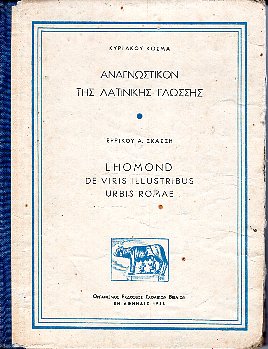 ΚΥΡΙΑΚΟΥ ΚΟΣΜΑ
ΑΝΑΓΝΩΣΤΙΚΟΝ
ΤΗΣ ΛΑΤΙΝΙΚΗΣ ΓΛΩΣΣΗΣ
ΕΡΡΙΚΟΥ Α. ΣΚΑΣΣΗ
LHOMOND
DE VIRIS ILLUSTRIBUS
URBIS ROMAE
ΟΡΓΑΝΙΣΜΟΣ ΕΚΔΟΣΕΩΣ ΣΧΟΛΙΚΩΝ ΒΙΒΛΙΩΝ
ΕΝ ΑΘΗΝΑΙΣ